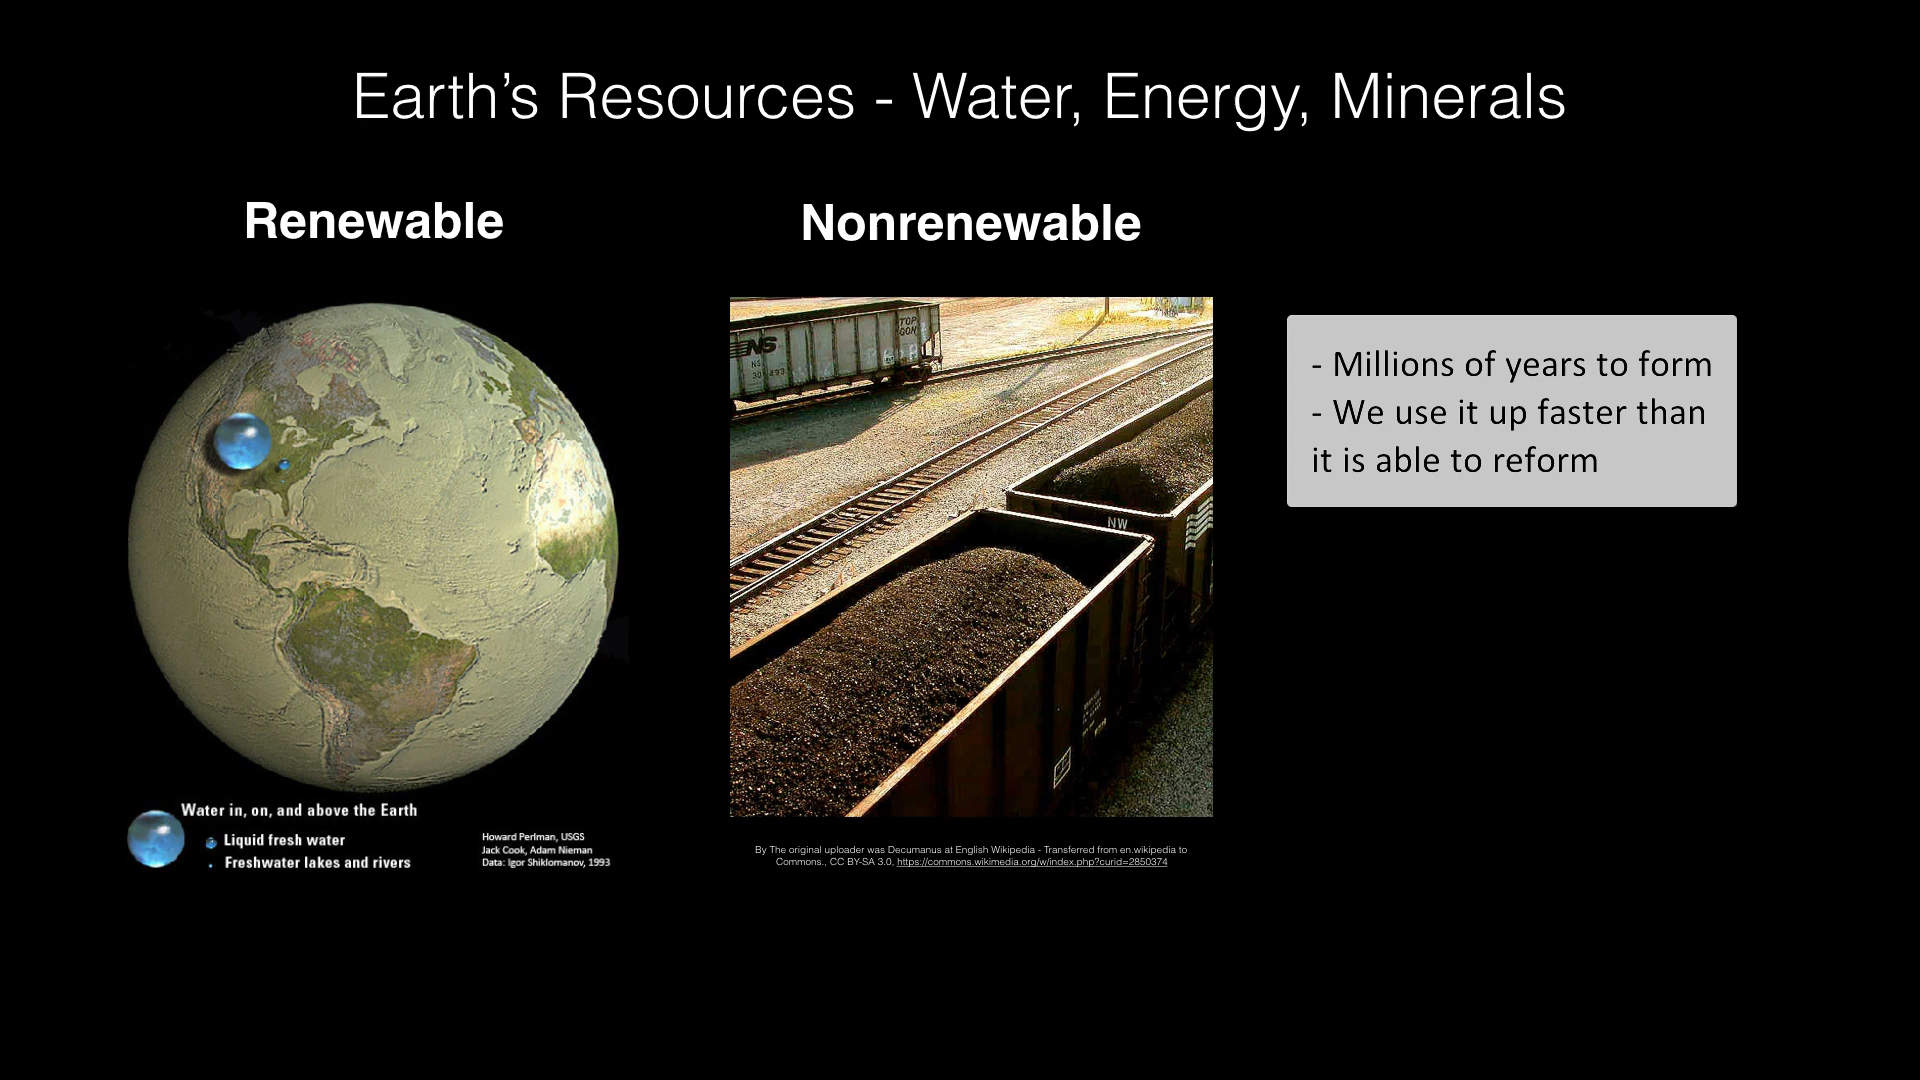 Earth’s Resources - Water, Energy, Minerals
Renewable
Nonrenewable
TOP
GON
NS
NW
- Millions of years to form
- We use it up faster than
it is able to reform
Water in, on, and above the Earth
Liquid fresh water
Freshwater lakes and rivers
Howard Perlman, USGS
Jack Cook, Adam Nieman
Data: Igor Shiklomanov, 1993
By The original uploader was Decumanus at English Wikipedia - Transferred from en.wikipedia to
Commons., CC BY-SA 3.0, https://commons.wikimedia.org/w/index.php?curid=2850374